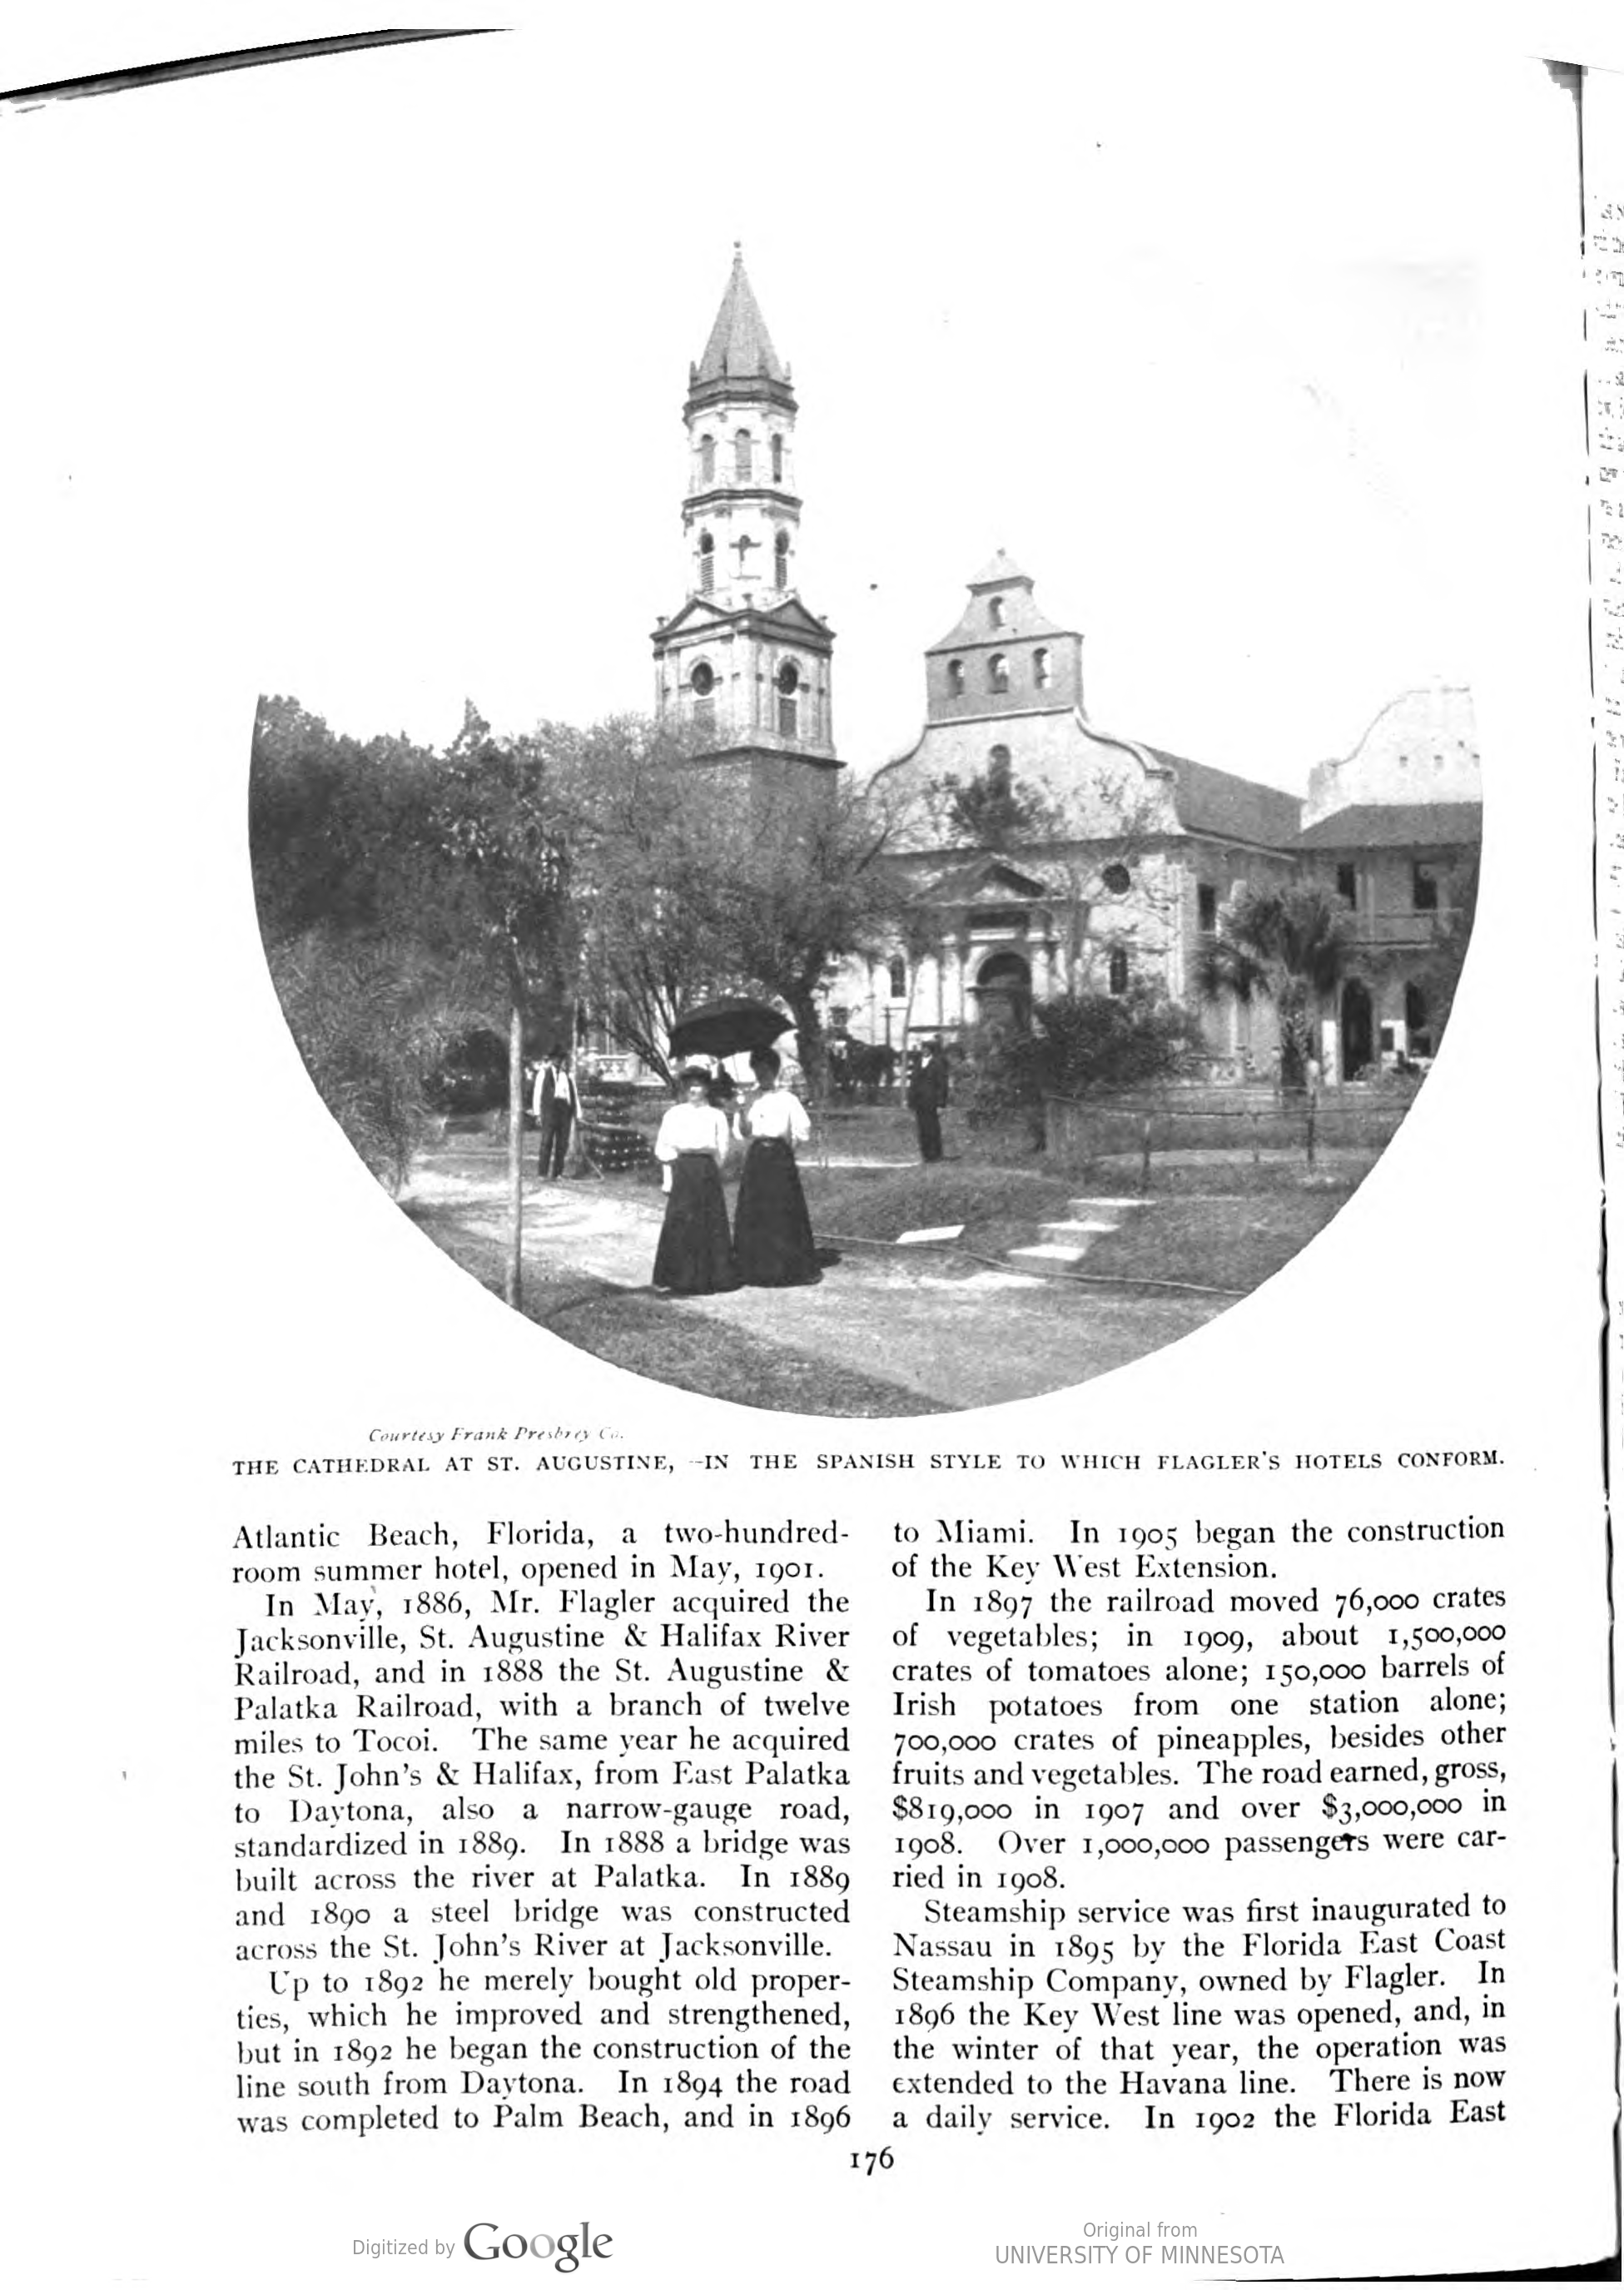 Courtesy Frank Presbrey Co.
THE CATHEDRAL AT ST. AUGUSTINE, —IN THE SPANISH STYLE TO WHICH FLAGLER'S HOTELS CONFORM.
Atlantic Beach, Florida, a two-hundred-
room summer hotel, opened in May, 1901.
In May, 1886, Mr. Flagler acquired the
Jacksonville, St. Augustine & Halifax River
Railroad, and in 1888 the St. Augustine &
Palatka Railroad, with a branch of twelve
miles to Tocoi. The same year he acquired
the St. John's & Halifax, from East Palatka
to Daytona, also a narrow-gauge road,
standardized in 1889. In 1888 a bridge was
built across the river at Palatka. In 1889
and 1890 a steel bridge was constructed
across the St. John's River at Jacksonville.
Up to 1892 he merely bought old proper-
ties, which he improved and strengthened,
but in 1892 he began the construction of the
line south from Daytona. In 1894 the road
was completed to Palm Beach, and in 1896
to Miami. In 1905 began the construction
of the Key West Extension.
In 1897 the railroad moved 76,000 crates
of vegetables; in 1909, about 1,500,000
crates of tomatoes alone; 150,000 barrels of
Irish potatoes from one station alone;
700,000 crates of pineapples, besides other
fruits and vegetables. The road earned, gross,
$819,000 in 1907 and over $3,000,000 in
1908. Over 1,000,000 passengers were car-
ried in 1908.
Steamship service was first inaugurated to
Nassau in 1895 by the Florida East Coast
Steamship Company, owned by Flagler. In
1896 the Key West line was opened, and, in
the winter of that year, the operation was
extended to the Havana line. There is now
a daily service. In 1902 the Florida East
176
Digitized by Google
Original from
UNIVERSITY OF MINNESOTA